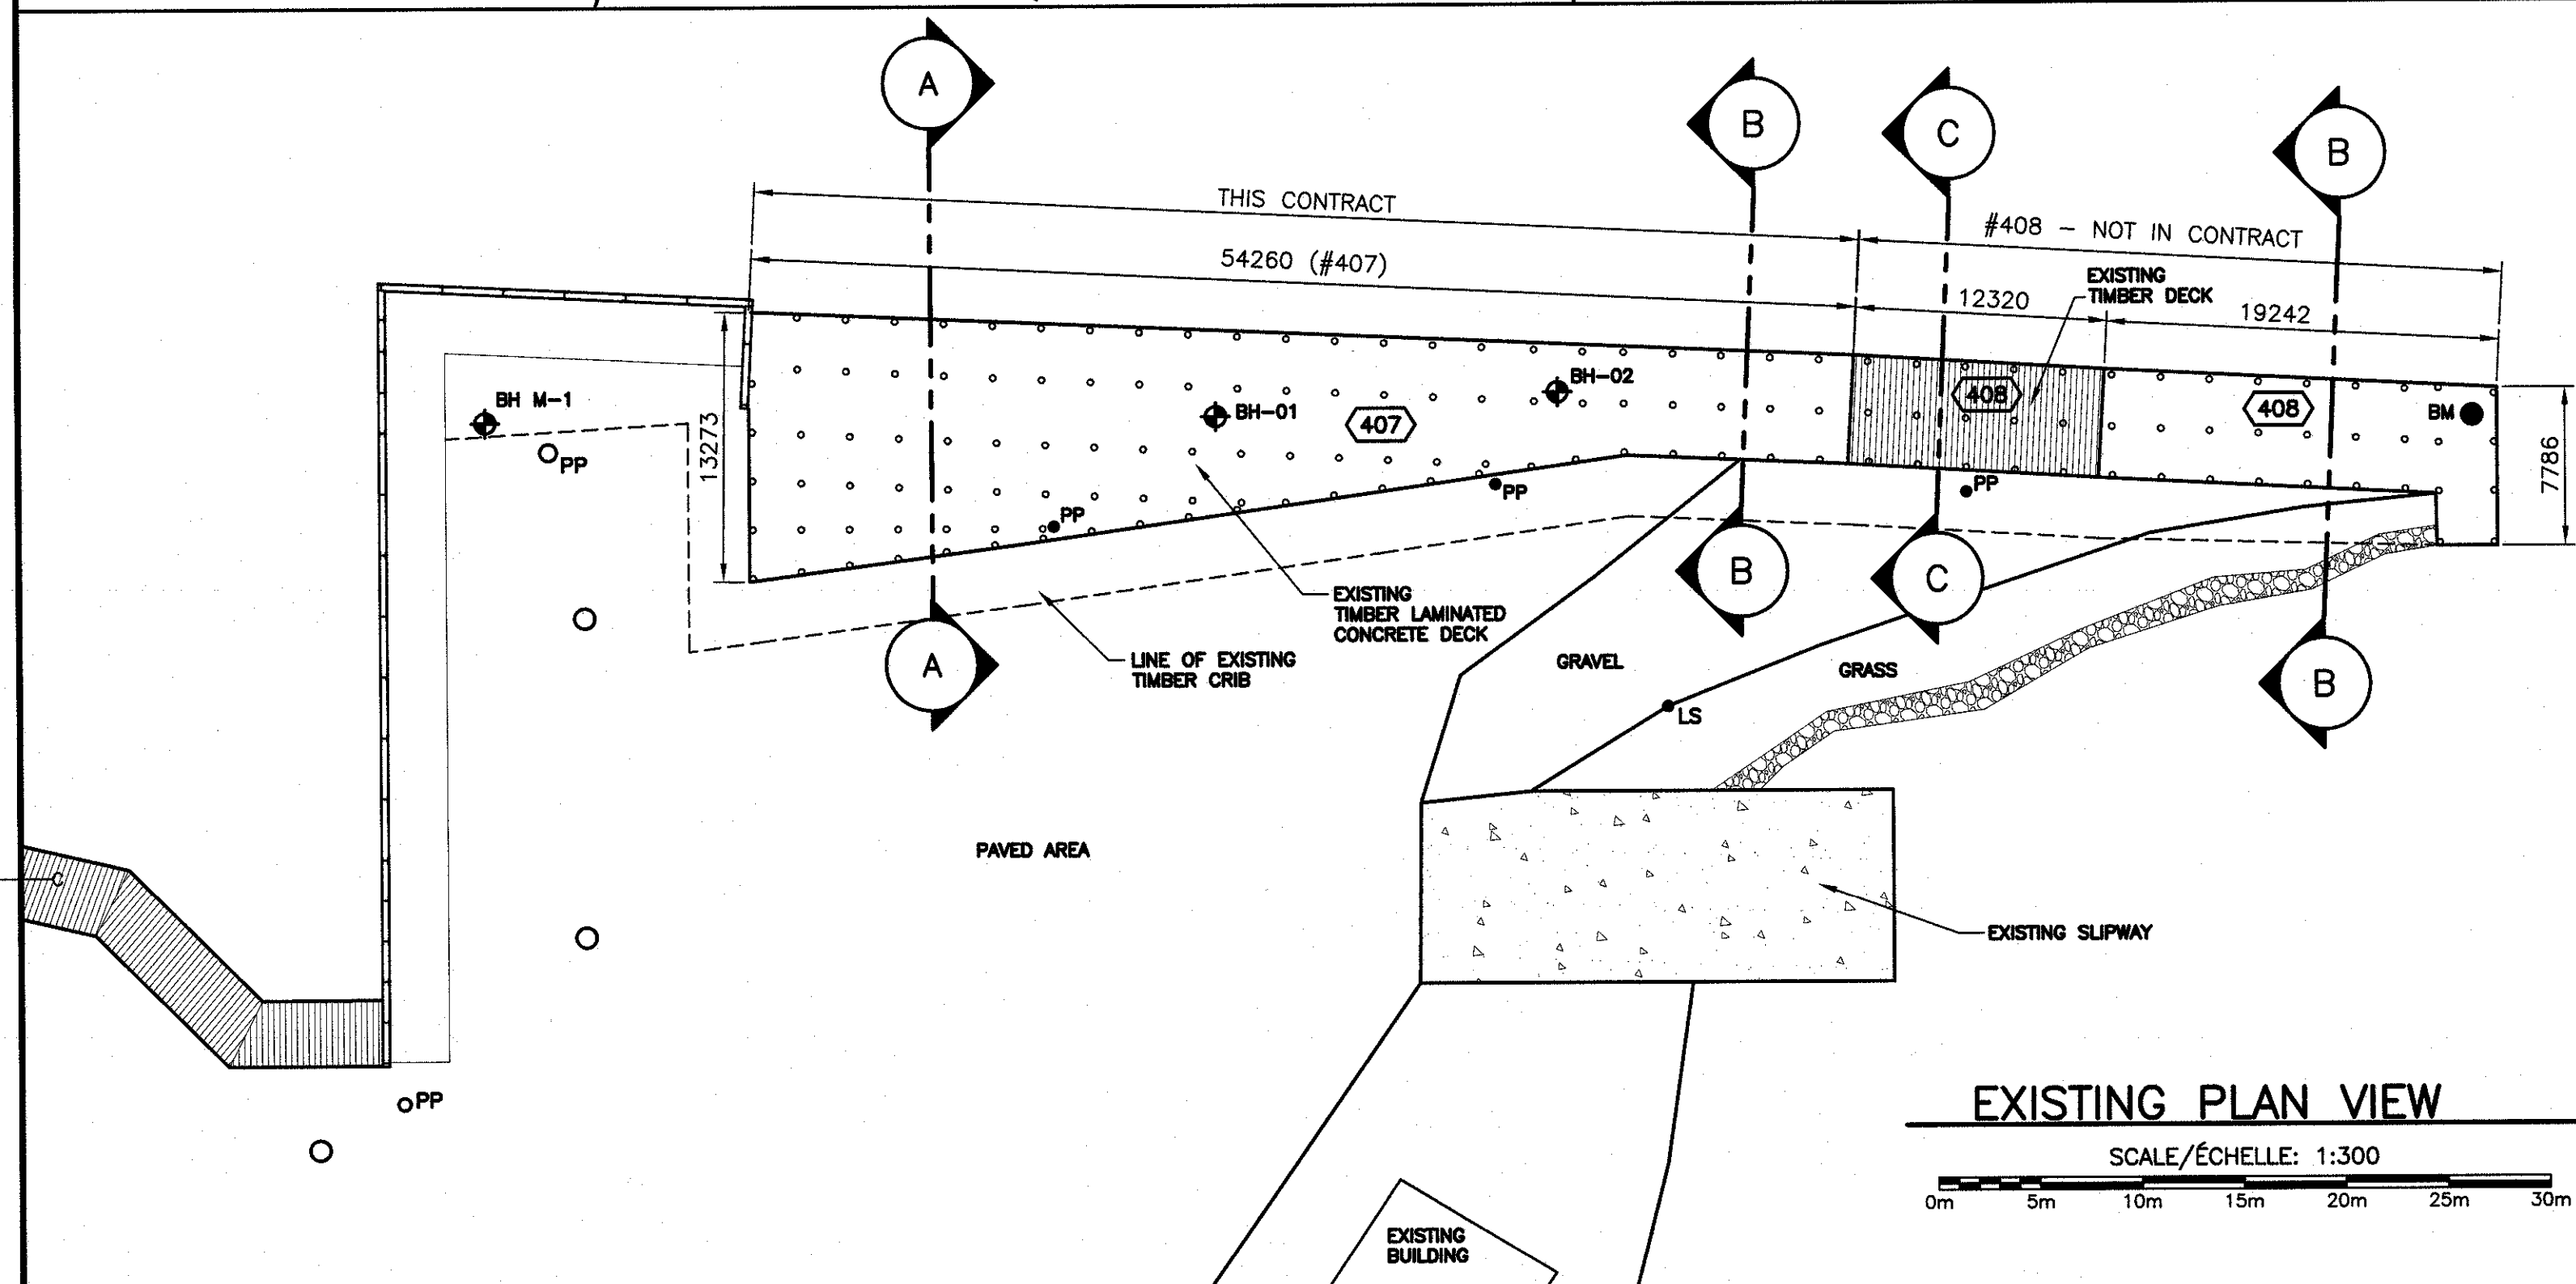 A
B
C
B
THIS CONTRACT
#408 – NOT IN CONTRACT
54260 (#407)
EXISTING
TIMBER DECK
12320
19242
BH M-1
PP
13273
BH-01
407
BH-02
408
408
BM
7786
PP
PP
PP
EXISTING
TIMBER LAMINATED
CONCRETE DECK
LINE OF EXISTING
TIMBER CRIB
A
B
C
B
GRAVEL
GRASS
LS
PAVED AREA
EXISTING SLIPWAY
PP
EXISTING PLAN VIEW
SCALE/ÉCHELLE: 1:300
0m 5m 10m 15m 20m 25m 30m
EXISTING
BUILDING